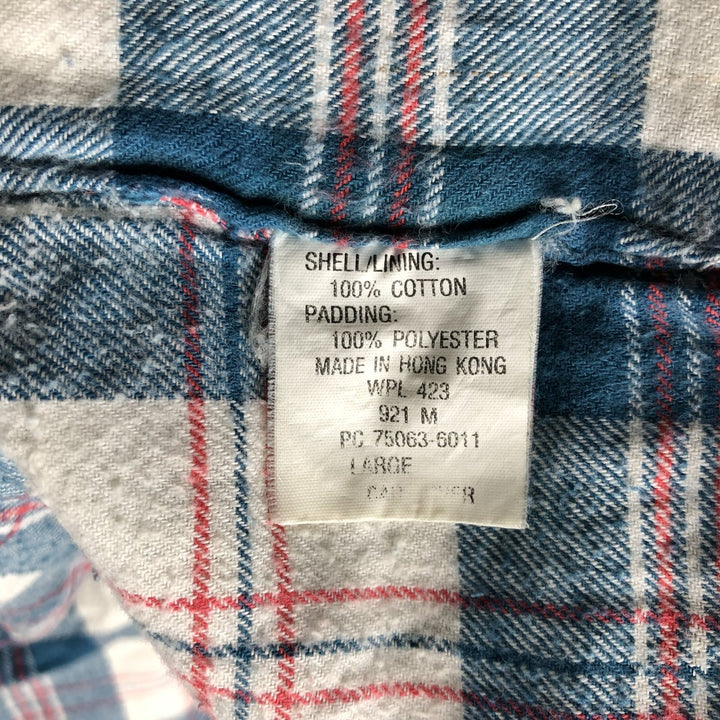 SHELL/LINING:
100% COTTON
PADDING:
100% POLYESTER
MADE IN HONG KONG
WPL 423
921 M
PC 75063-6011
LARGE